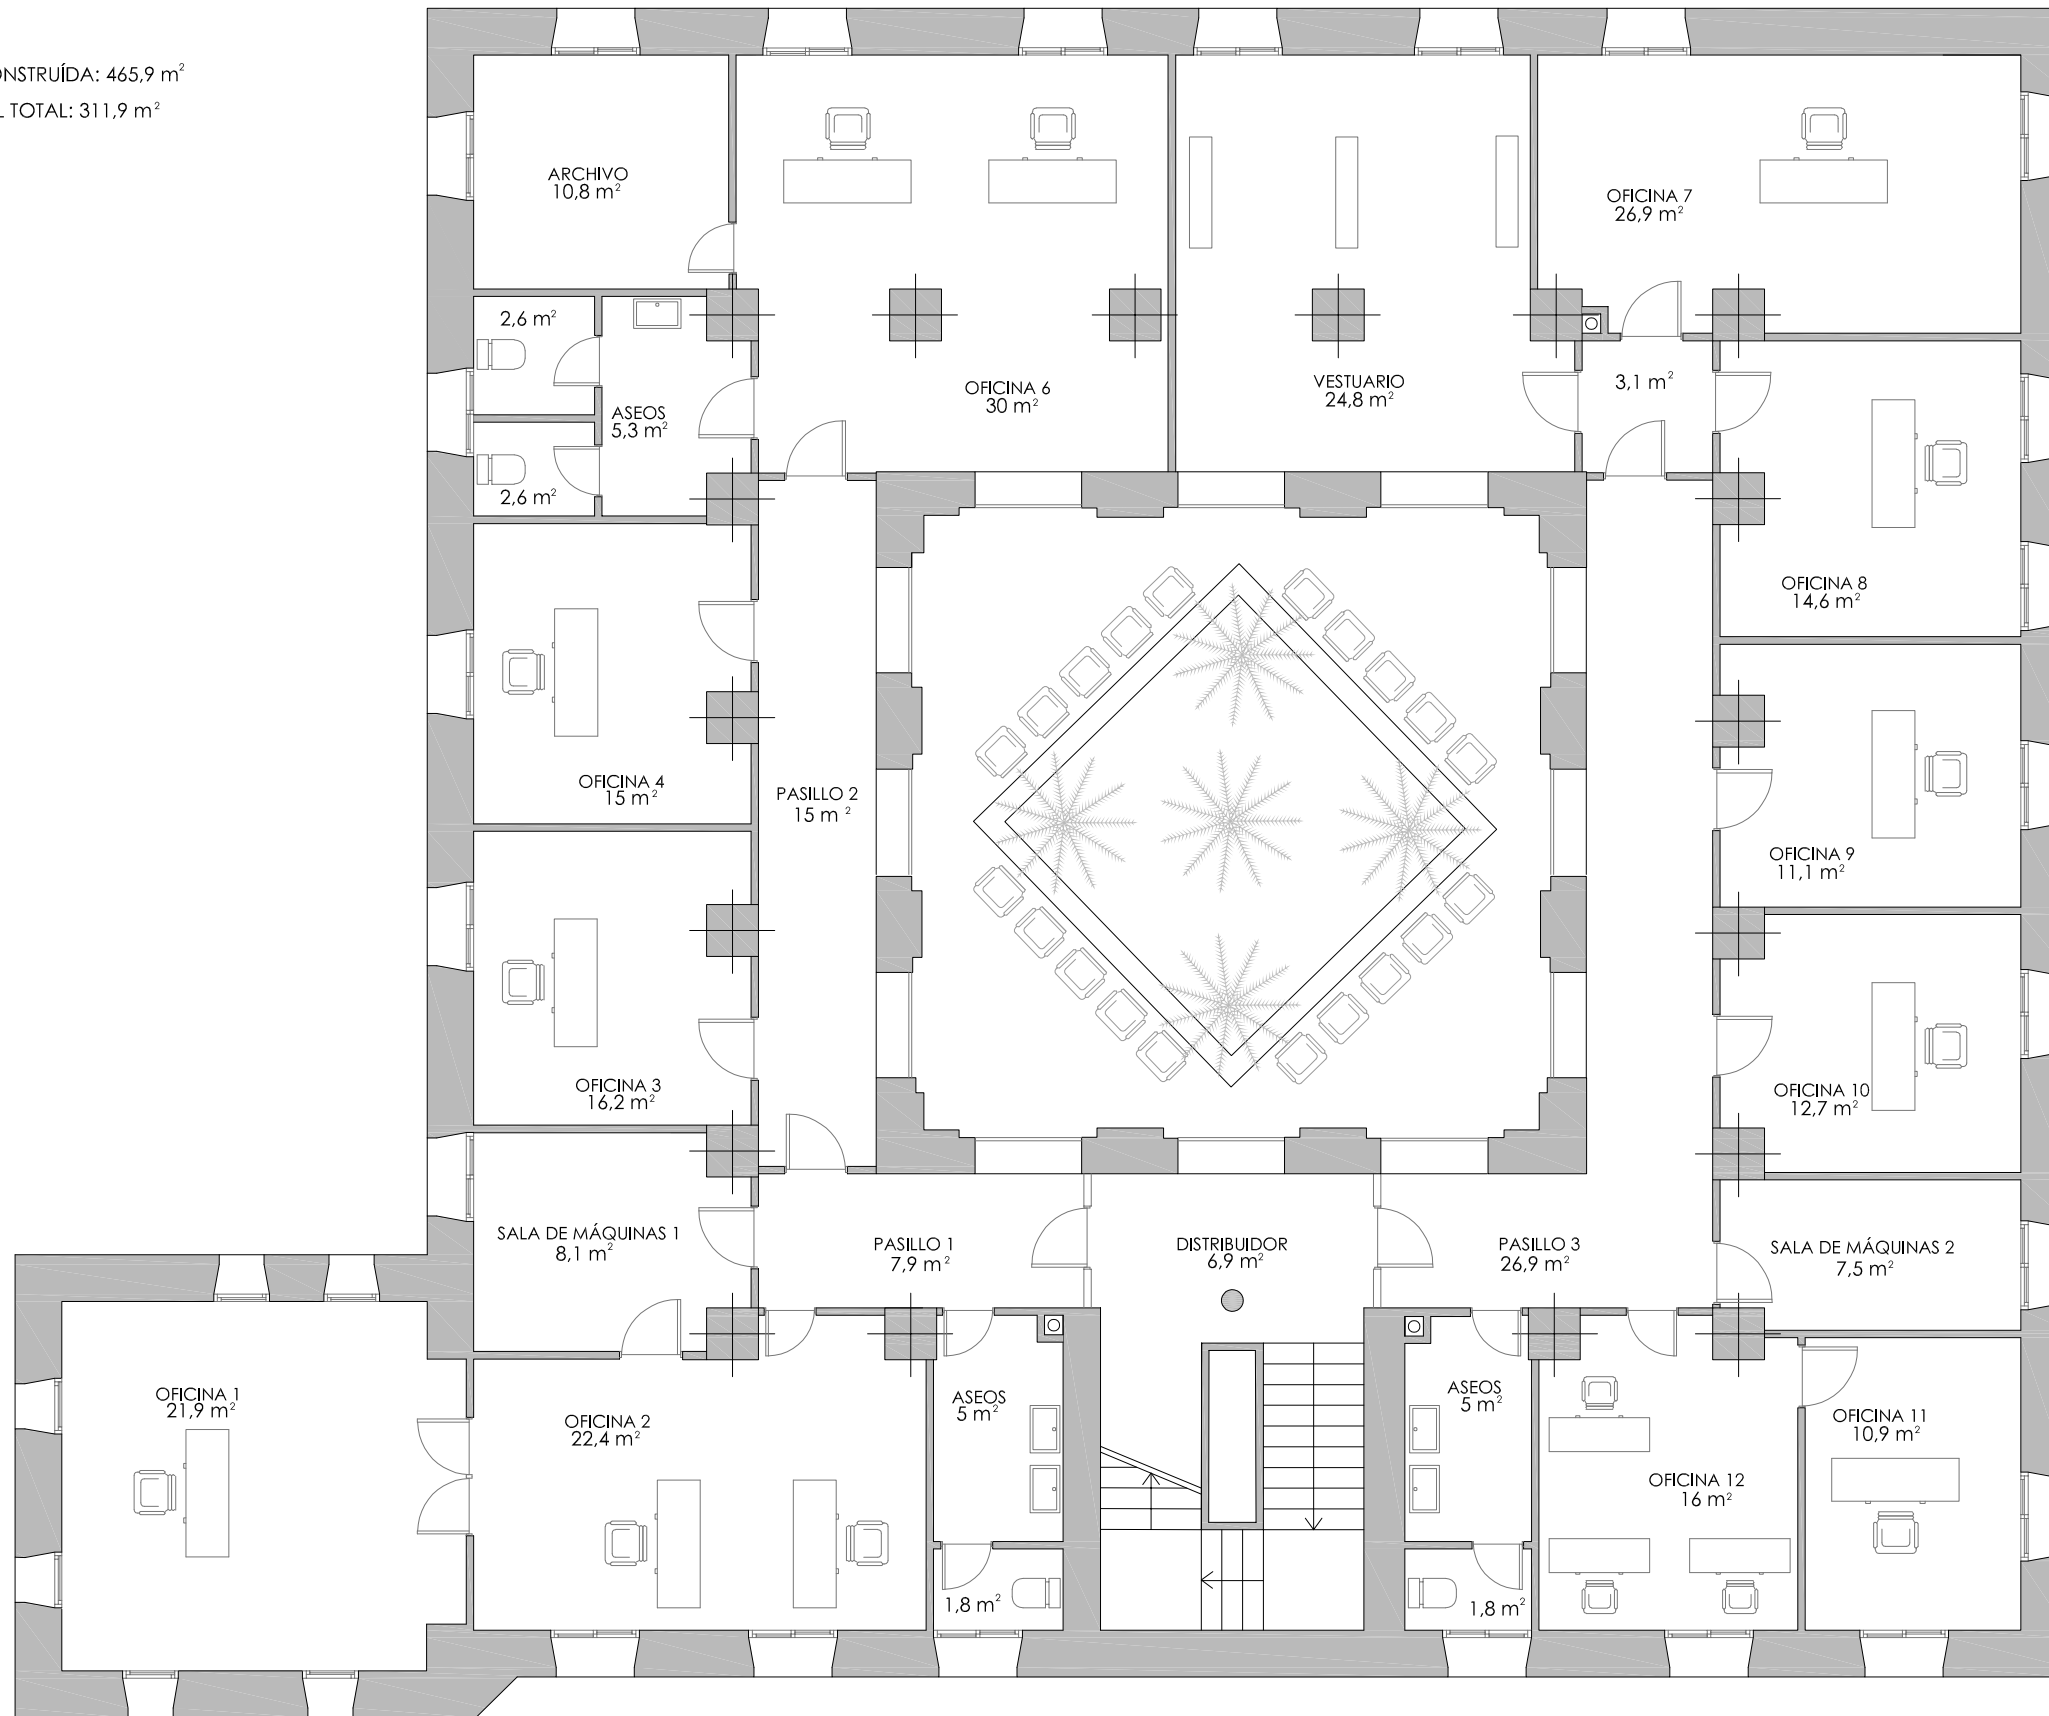 ONSTRUÍDA: 465,9 m²
L TOTAL: 311,9 m²
ARCHIVO
10,8 m²
OFICINA 7
26,9 m²
2,6 m²
OFICINA 6
30 m²
VESTUARIO
24,8 m²
3,1 m²
ASEOS
5,3 m²
2,6 m²
OFICINA 8
14,6 m²
OFICINA 4
15 m²
PASILLO 2
15 m²
OFICINA 9
11,1 m²
OFICINA 3
16,2 m²
OFICINA 10
12,7 m²
SALA DE MÁQUINAS 1
8,1 m²
PASILLO 1
7,9 m²
DISTRIBUIDOR
6,9 m²
PASILLO 3
26,9 m²
SALA DE MÁQUINAS 2
7,5 m²
OFICINA 1
21,9 m²
OFICINA 2
22,4 m²
ASEOS
5 m²
ASEOS
5 m²
OFICINA 11
10,9 m²
OFICINA 12
16 m²
1,8 m²
1,8 m²